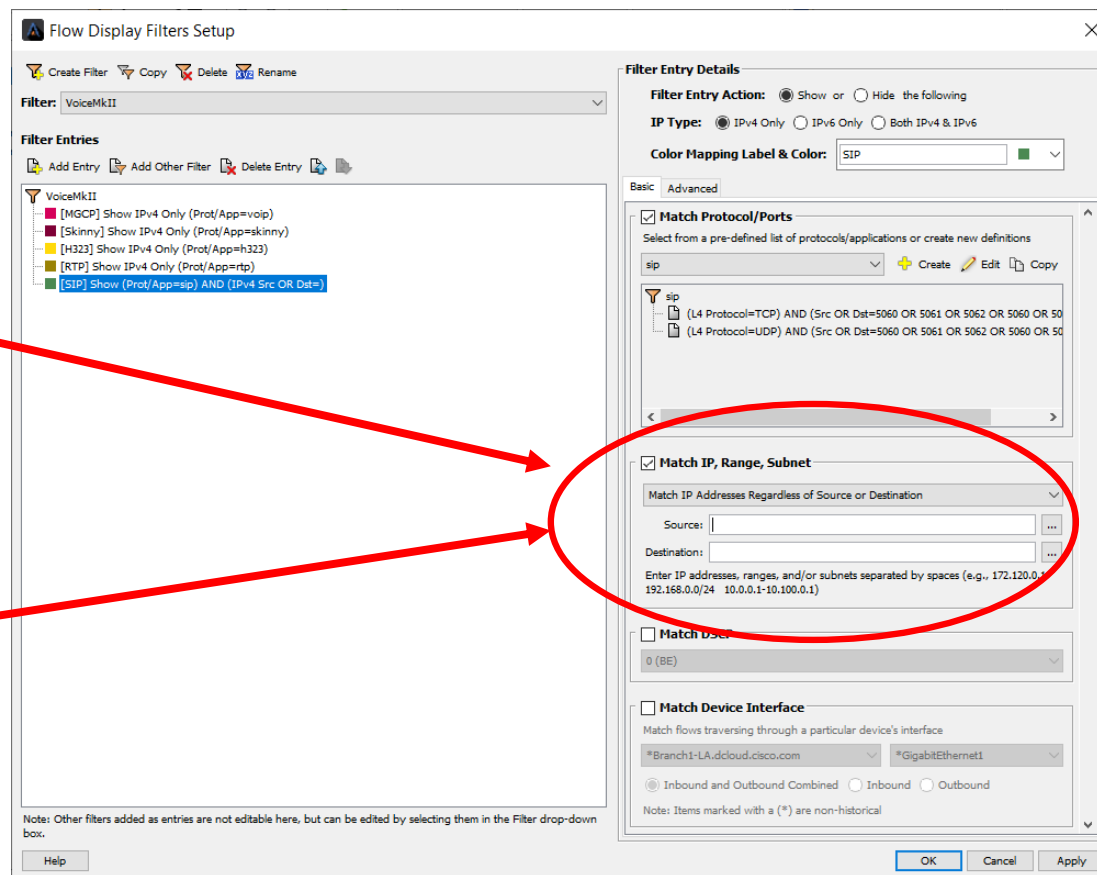 Flow Display Filters Setup
Create Filter Copy Delete Rename
Filter: VoiceMkII
Filter Entries
Add Entry Add Other Filter Delete Entry
VoiceMkII
[MGCP] Show IPv4 Only (Prot/App=voip)
[Skinny] Show IPv4 Only (Prot/App=skinny)
[H323] Show IPv4 Only (Prot/App=h323)
[RTP] Show IPv4 Only (Prot/App=rtp)
[SIP] Show (Prot/App=sip) AND (IPv4 Src OR Dst=)
Note: Other filters added as entries are not editable here, but can be edited by selecting them in the Filter drop-down
box.
Help
Filter Entry Details
Filter Entry Action: Show or Hide the following
IP Type: IPv4 Only IPv6 Only Both IPv4 & IPv6
Color Mapping Label & Color: SIP
Basic Advanced
Match Protocol/Ports
Select from a pre-defined list of protocols/applications or create new definitions
sip Create Edit Copy
sip
(L4 Protocol=TCP) AND (Src OR Dst=5060 OR 5061 OR 5062 OR 5060 OR 50
(L4 Protocol=UDP) AND (Src OR Dst=5060 OR 5061 OR 5062 OR 5060 OR 50
Match IP, Range, Subnet
Match IP Addresses Regardless of Source or Destination
Source: ...
Destination: ...
Enter IP addresses, ranges, and/or subnets separated by spaces (e.g., 172.120.0.1
192.168.0.0/24 10.0.0.1-10.100.0.1)
Match DSCP
0 (BE)
Match Device Interface
Match flows traversing through a particular device's interface
*Branch1-LA.dcloud.cisco.com *GigabitEthernet1
Inbound and Outbound Combined Inbound Outbound
Note: Items marked with a (*) are non-historical
OK Cancel Apply